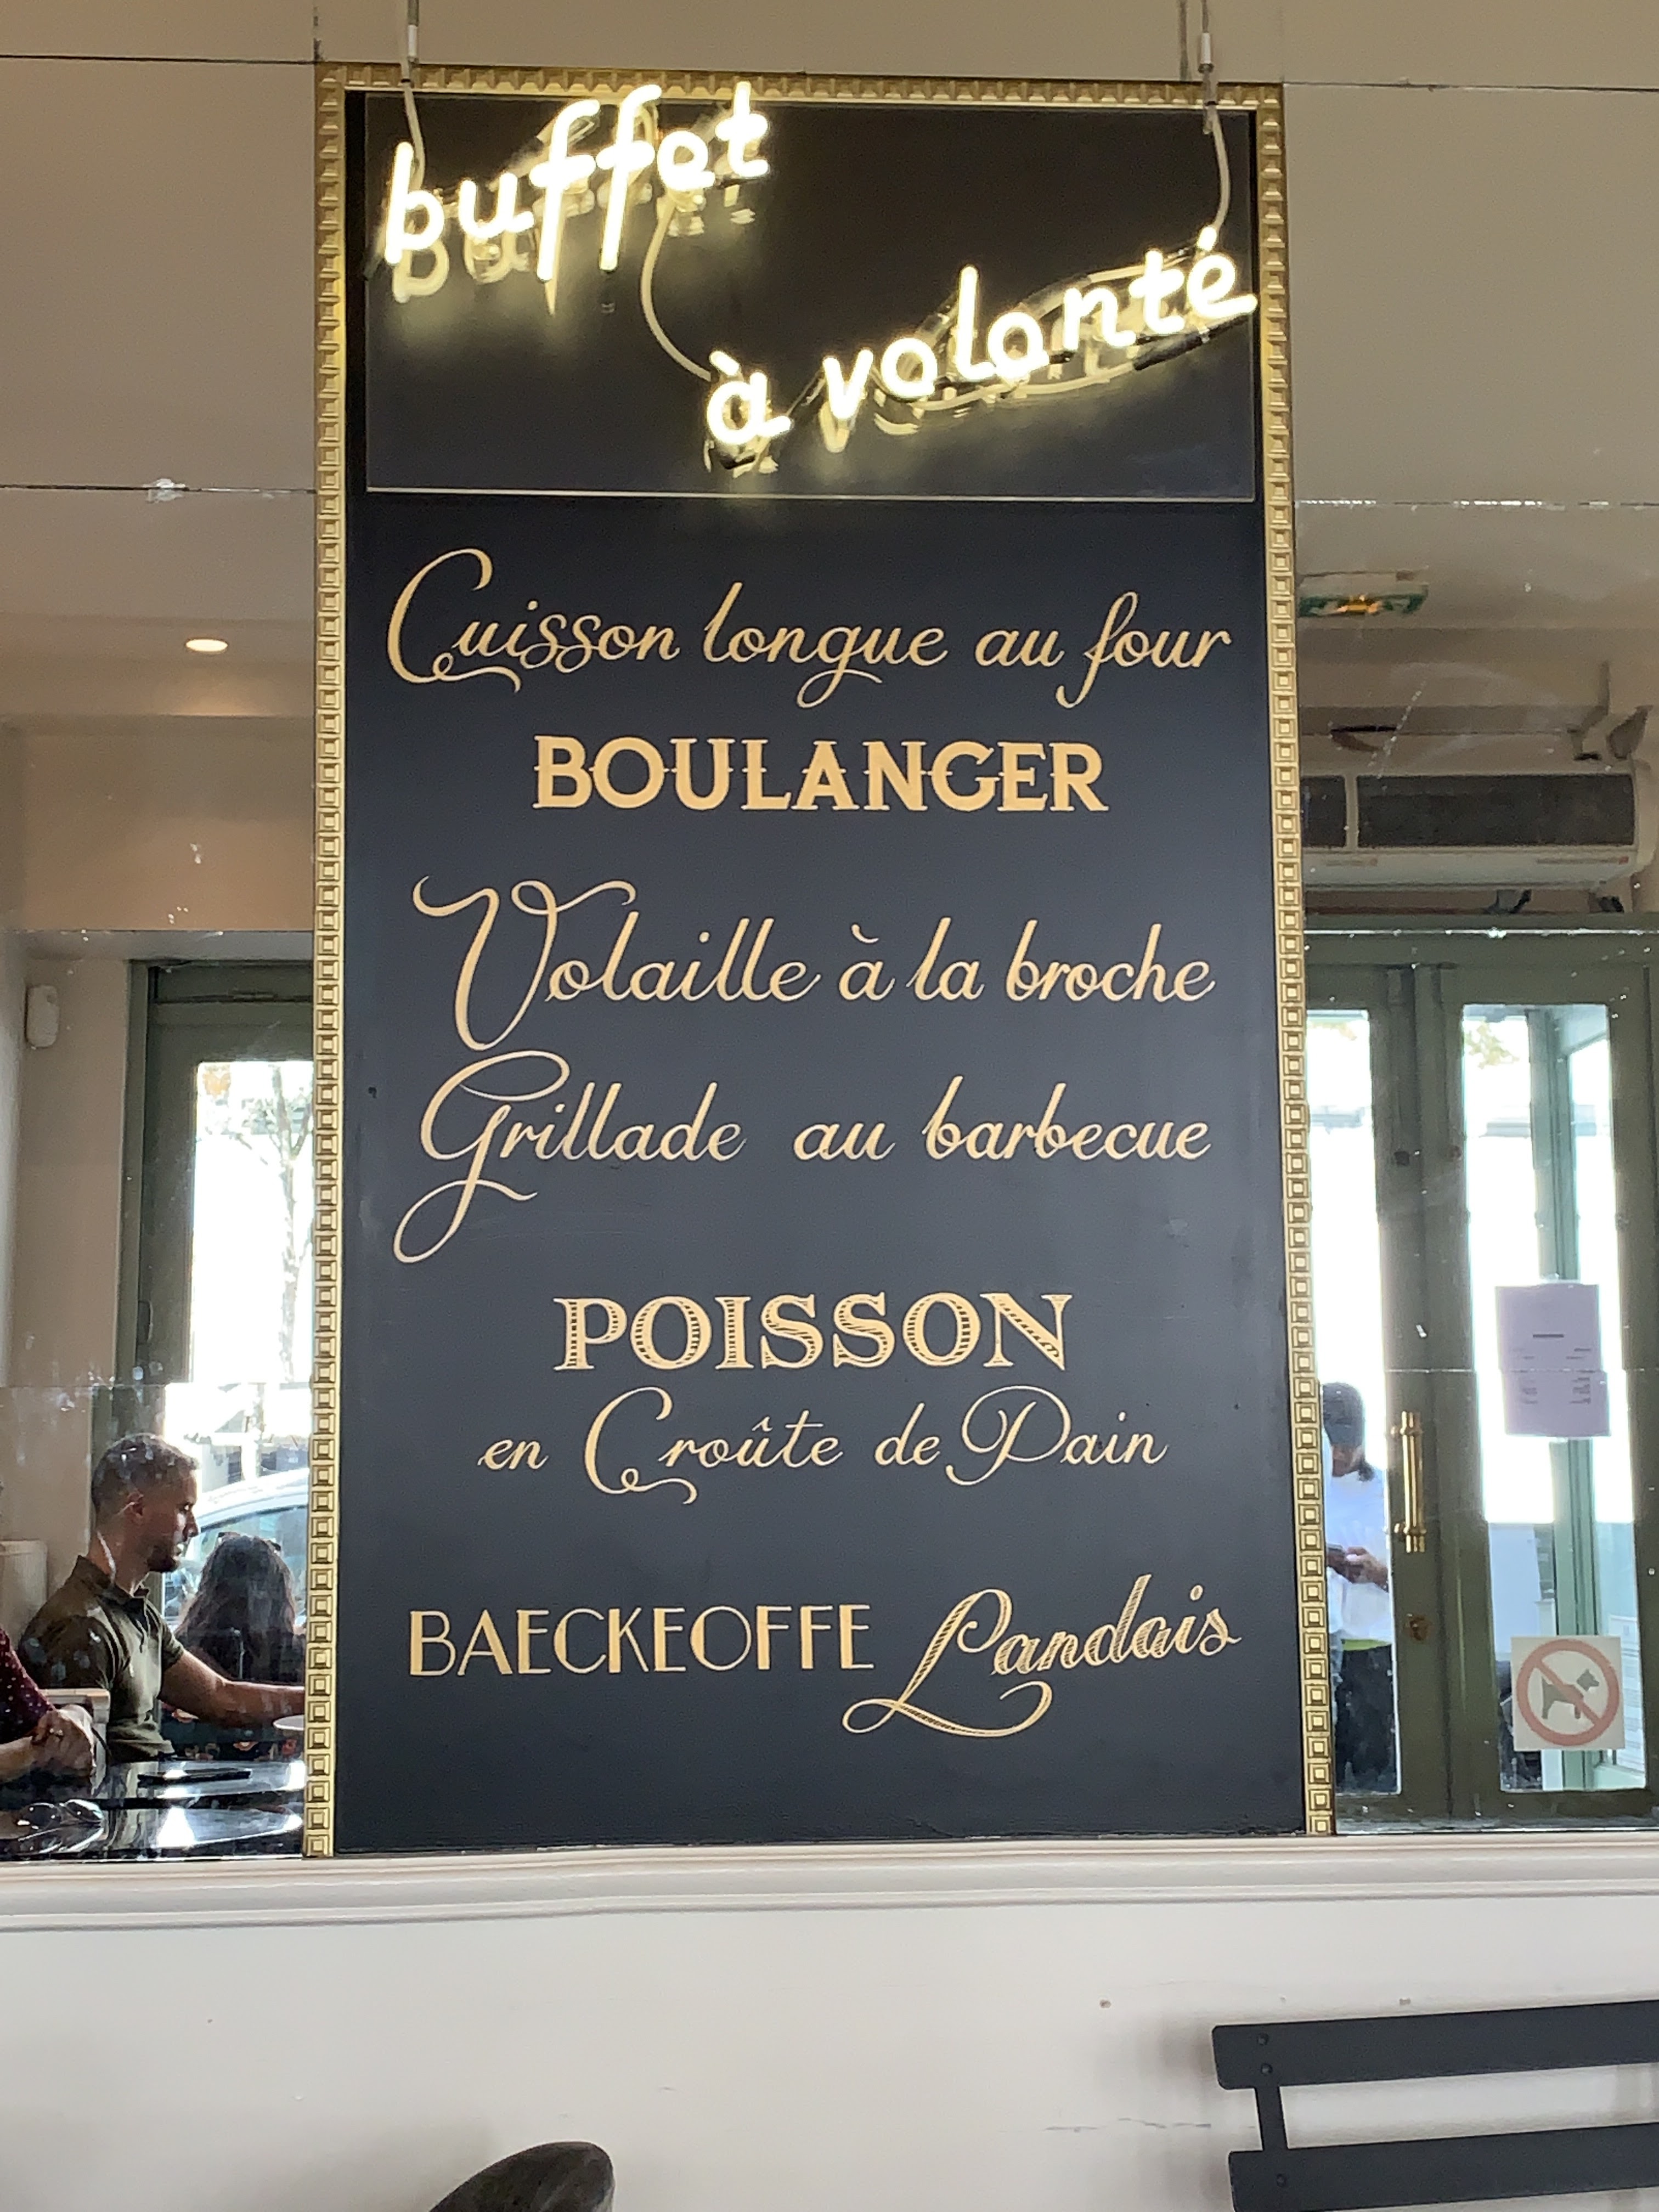 buffet
à volonté
Cuisson longue au four
BOULANGER
Volaille à la broche
Grillade au barbecue
POISSON
en Croûte de Pain
BAECKEOFFE Landais